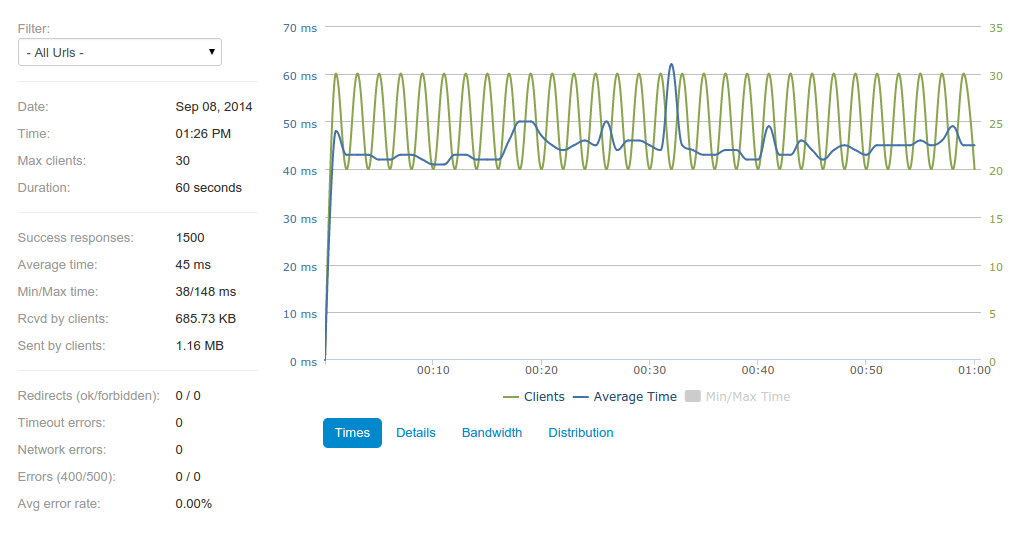 Filter:
- All Urls -
Date: Sep 08, 2014
Time: 01:26 PM
Max clients: 30
Duration: 60 seconds
Success responses: 1500
Average time: 45 ms
Min/Max time: 38/148 ms
Rcvd by clients: 685.73 KB
Sent by clients: 1.16 MB
Redirects (ok/forbidden): 0 / 0
Timeout errors: 0
Network errors: 0
Errors (400/500): 0 / 0
Avg error rate: 0.00%
70 ms 35
60 ms 30
50 ms 25
40 ms 20
30 ms 15
20 ms 10
10 ms 5
0 ms 0
00:10 00:20 00:30 00:40 00:50 01:00
Clients Average Time Min/Max Time
Times Details Bandwidth Distribution